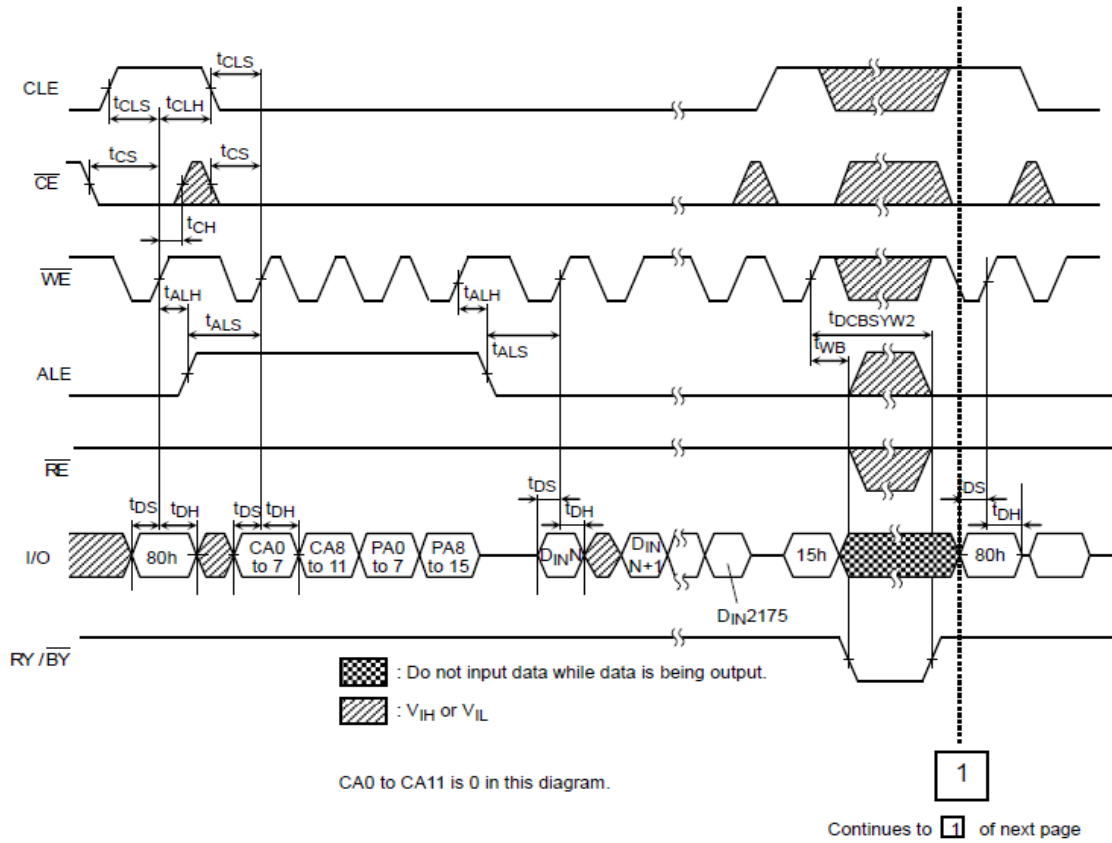 tCLS
CLE
tCLS tCLH
tCS tCS
CE
tCH
WE
tALH tALH
tALS tALS
tDCBSYW2
tWB
ALE
RE
tDS tDH tDS tDH tDS tDH DS tDH
I/O 80h CA0 to 7 CA8 to 11 PA0 to 7 PA8 to 15 DINN DIN N+1 15h 80h
DIN2175
RY /BY
: Do not input data while data is being output.
: VIH or VIL
CA0 to CA11 is 0 in this diagram.
1
Continues to 1 of next page